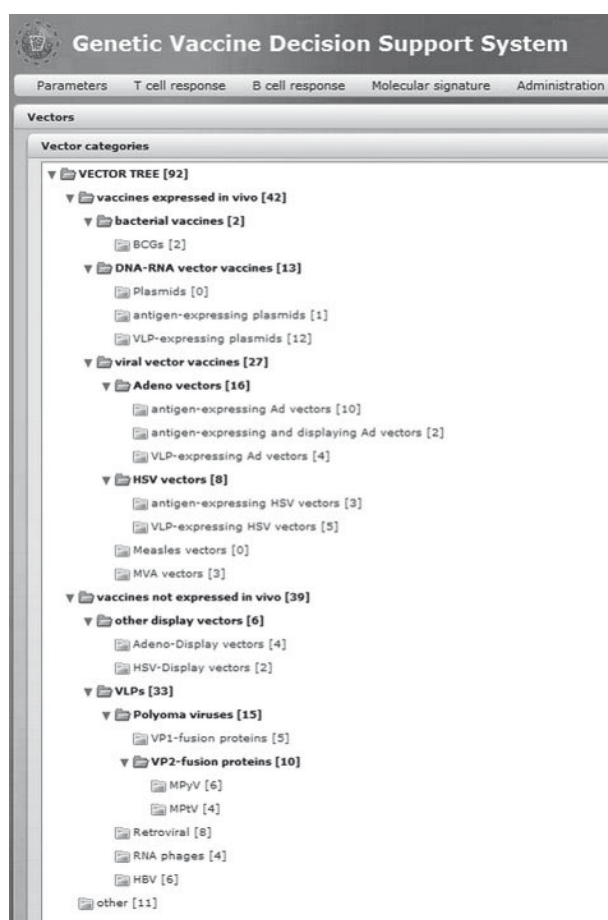 Genetic Vaccine Decision Support System
Parameters T cell response B cell response Molecular signature Administration
Vectors
Vector categories
VECTOR TREE [92]
vaccines expressed in vivo [42]
bacterial vaccines [2]
BCGs [2]
DNA-RNA vector vaccines [13]
Plasmids [0]
antigen-expressing plasmids [1]
VLP-expressing plasmids [12]
viral vector vaccines [27]
Adeno vectors [16]
antigen-expressing Ad vectors [10]
antigen-expressing and displaying Ad vectors [2]
VLP-expressing Ad vectors [4]
HSV vectors [8]
antigen-expressing HSV vectors [3]
VLP-expressing HSV vectors [5]
Measles vectors [0]
MVA vectors [3]
vaccines not expressed in vivo [39]
other display vectors [6]
Adeno-Display vectors [4]
HSV-Display vectors [2]
VLPs [33]
Polyoma viruses [15]
VP1-fusion proteins [5]
VP2-fusion proteins [10]
MPyV [6]
MPtV [4]
Retroviral [8]
RNA phages [4]
HBV [6]
other [11]